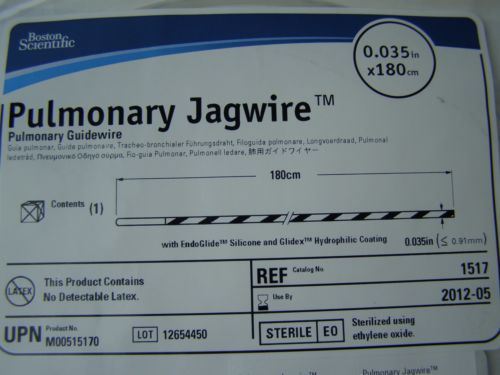 Boston
Scientific
0.035in
x180cm
Pulmonary Jagwire™
Pulmonary Guidewire
Guía pulmonar, Guide pulmonaire, Tracheo-bronchialer Führungsdraht, Filoguida polmonare, Longvoerdraad, Pulmonal
ledetråd, Πνευμονικό Οδηγό σύρμα, Fio-guia Pulmonar, Pulmonell ledare, 肺用ガイドワイヤー
180cm
Contents (1)
with EndoGlide™ Silicone and Glidex™ Hydrophilic Coating
0.035in (≤ 0.91mm)
LATEX
This Product Contains
No Detectable Latex.
REF Catalog No. 1517
Use By 2012-05
UPN Product No.
M00515170
LOT 12654450
STERILE EO
Sterilized using
ethylene oxide.